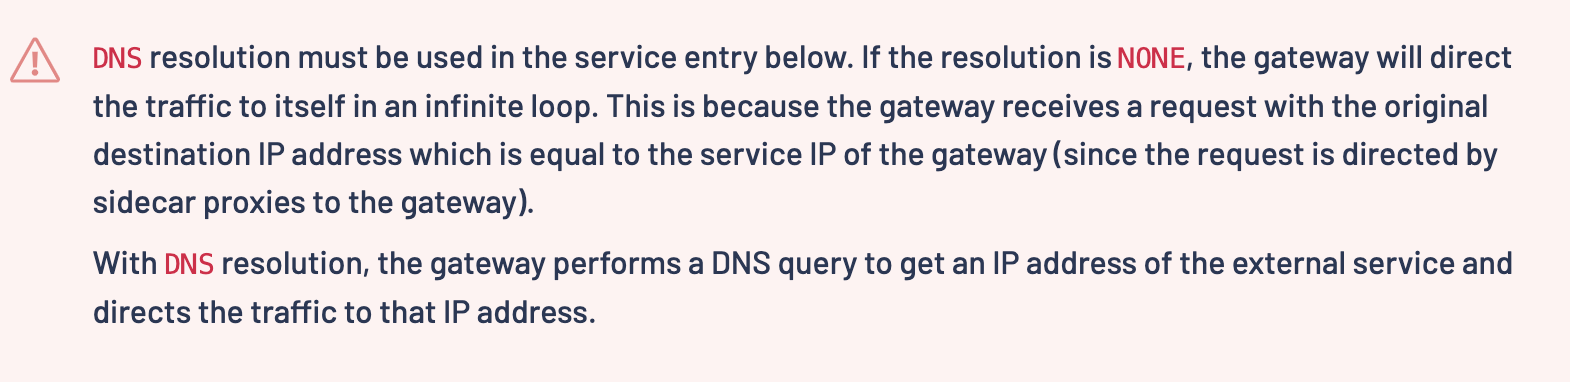 DNS resolution must be used in the service entry below. If the resolution is NONE, the gateway will direct
the traffic to itself in an infinite loop. This is because the gateway receives a request with the original
destination IP address which is equal to the service IP of the gateway (since the request is directed by
sidecar proxies to the gateway).
With DNS resolution, the gateway performs a DNS query to get an IP address of the external service and
directs the traffic to that IP address.